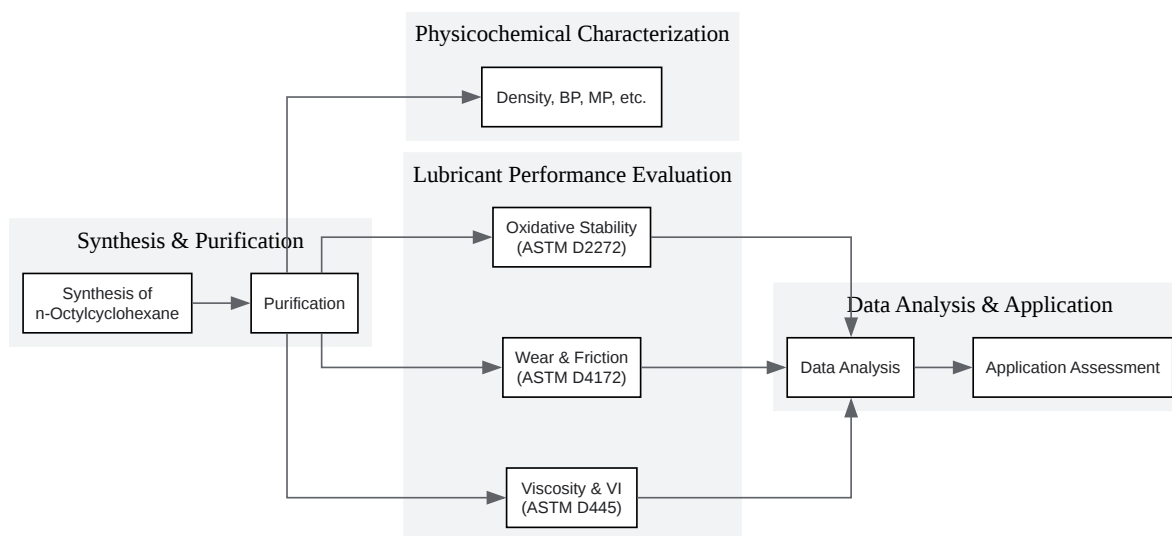 Physicochemical Characterization
Density, BP, MP, etc.
Lubricant Performance Evaluation
Oxidative Stability
(ASTM D2272)
Synthesis & Purification
Synthesis of
n-Octylcyclohexane
Purification
Wear & Friction
(ASTM D4172)
Viscosity & VI
(ASTM D445)
Data Analysis & Application
Data Analysis
Application Assessment